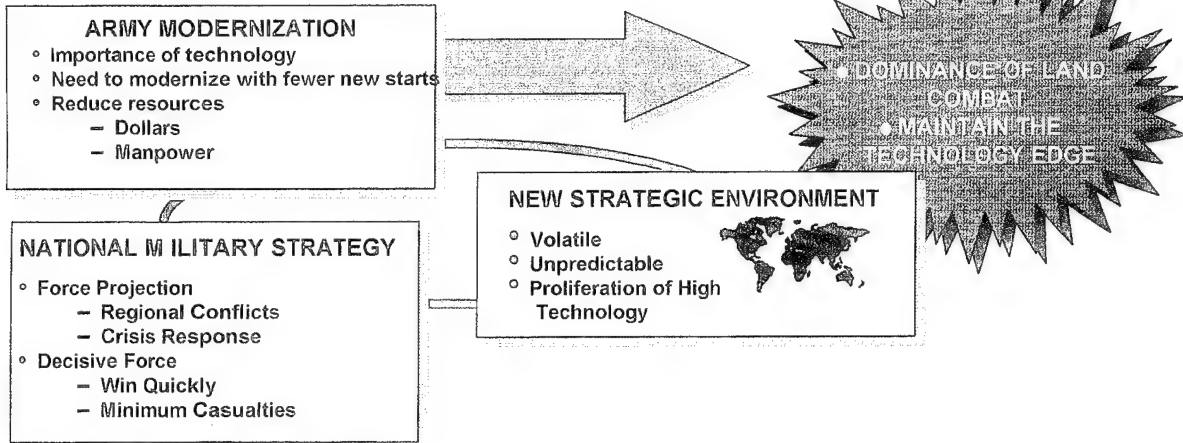 ARMY MODERNIZATION
° Importance of technology
° Need to modernize with fewer new starts
° Reduce resources
– Dollars
– Manpower
● DOMINANCE OF LAND
COMBAT
● MAINTAIN THE
TECHNOLOGY EDGE
NEW STRATEGIC ENVIRONMENT
° Volatile
° Unpredictable
° Proliferation of High
Technology
NATIONAL M ILITARY STRATEGY
° Force Projection
– Regional Conflicts
– Crisis Response
° Decisive Force
– Win Quickly
– Minimum Casualties